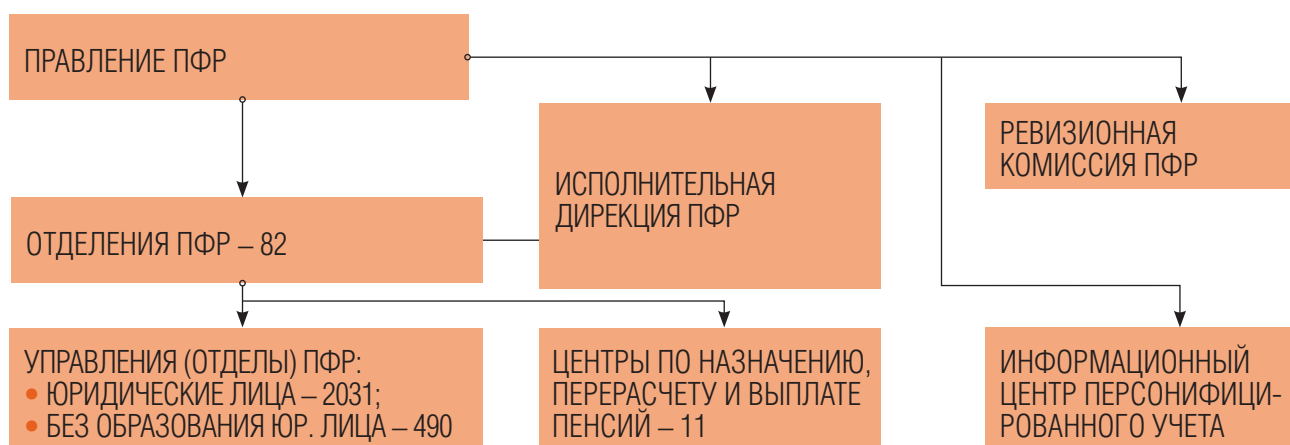 ПРАВЛЕНИЕ ПФР
ОТДЕЛЕНИЯ ПФР – 82
ИСПОЛНИТЕЛЬНАЯ
ДИРЕКЦИЯ ПФР
РЕВИЗИОННАЯ
КОМИССИЯ ПФР
УПРАВЛЕНИЯ (ОТДЕЛЫ) ПФР:
• ЮРИДИЧЕСКИЕ ЛИЦА – 2031;
• БЕЗ ОБРАЗОВАНИЯ ЮР. ЛИЦА – 490
ЦЕНТРЫ ПО НАЗНАЧЕНИЮ,
ПЕРЕРАСЧЕТУ И ВЫПЛАТЕ
ПЕНСИЙ – 11
ИНФОРМАЦИОННЫЙ
ЦЕНТР ПЕРСОНИФИЦИ-
РОВАННОГО УЧЕТА